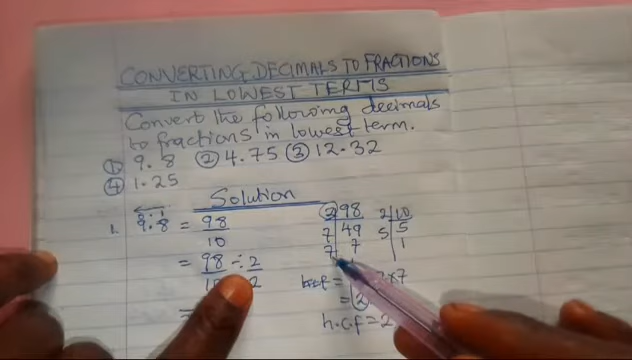 CONVERTING DECIMALS TO FRACTIONS
IN LOWEST TERMS
Convert the following decimals
to fractions in lowest term.
① 9.8 ② 4.75 ③ 12.32
④ 1.25
Solution
1. 9.8 = 98/10
= 98 ÷ 2
2 | 98
7 | 49
7 | 7
2 | 10
5 | 5
1
= 2
h.c.f = 2